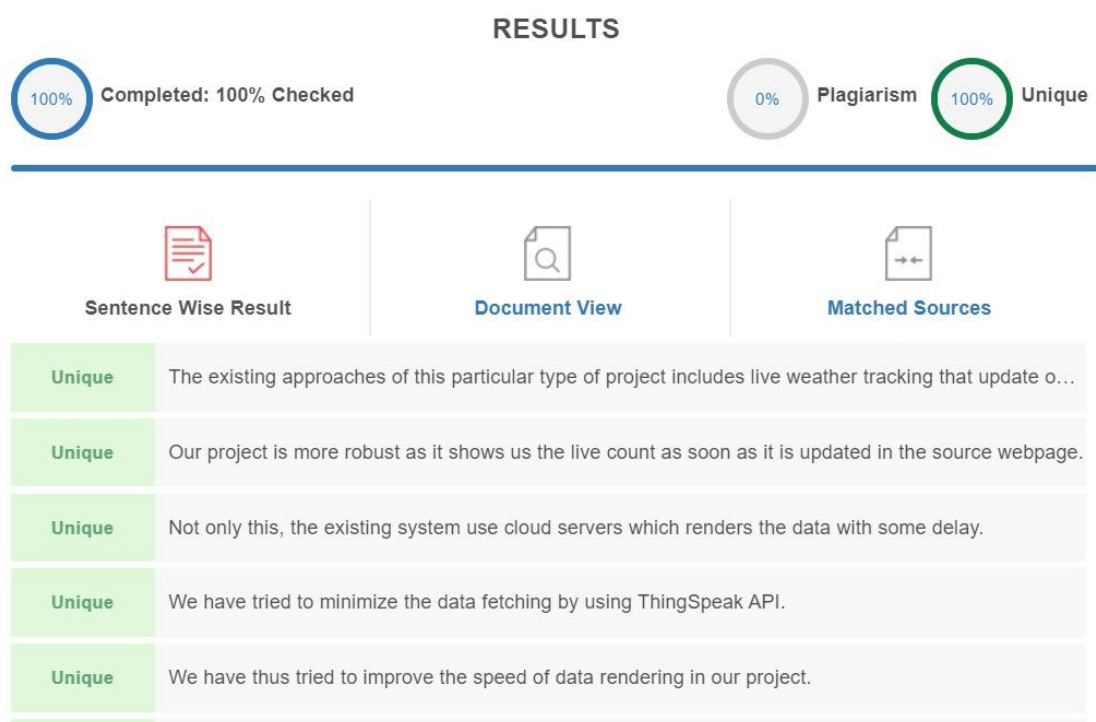 RESULTS
100% Completed: 100% Checked 0% Plagiarism 100% Unique
Sentence Wise Result Document View Matched Sources
Unique The existing approaches of this particular type of project includes live weather tracking that update o...
Unique Our project is more robust as it shows us the live count as soon as it is updated in the source webpage.
Unique Not only this, the existing system use cloud servers which renders the data with some delay.
Unique We have tried to minimize the data fetching by using ThingSpeak API.
Unique We have thus tried to improve the speed of data rendering in our project.